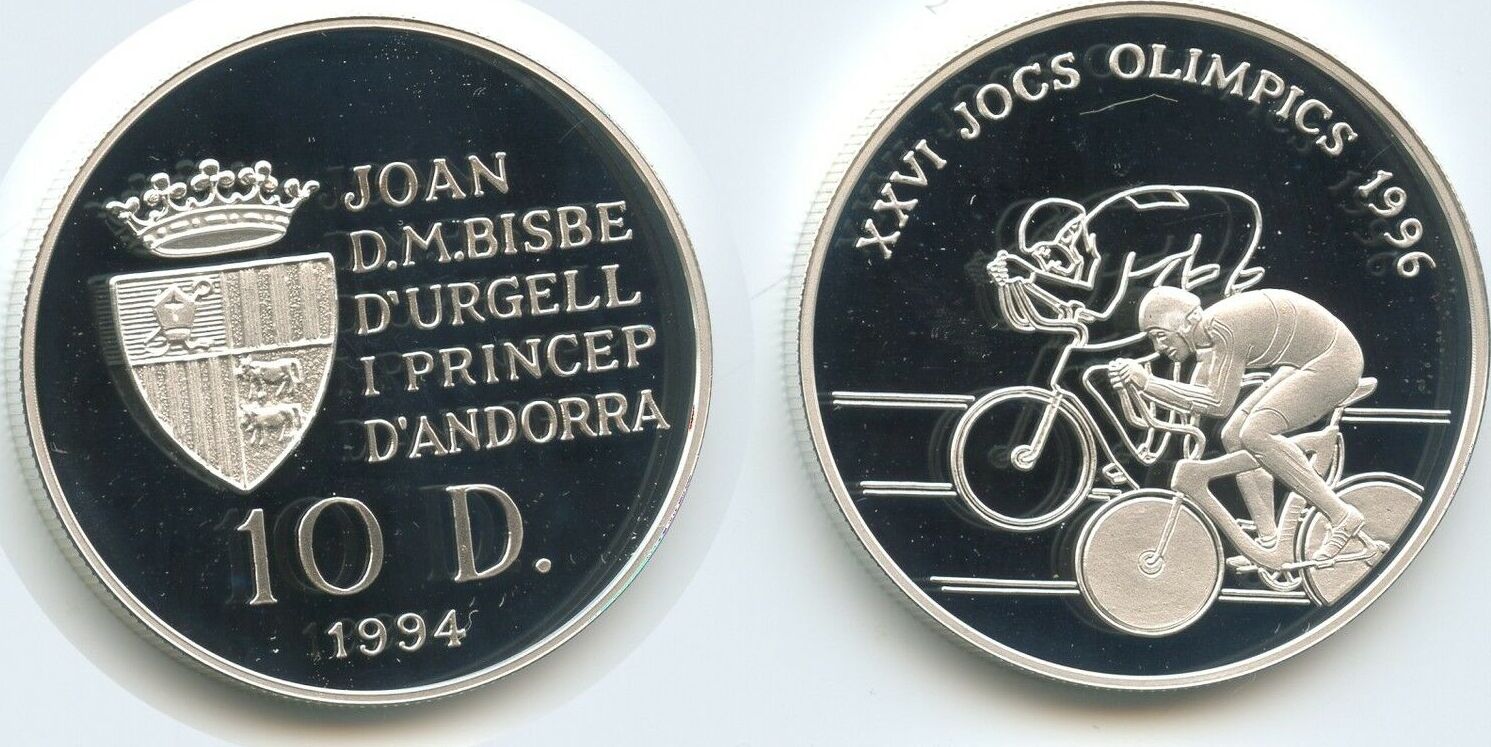 JOAN
D.M.BISBE
D'URGELL
I PRINCEP
D'ANDORRA
10 D.
1994
XXVI JOCS OLIMPICS 1996